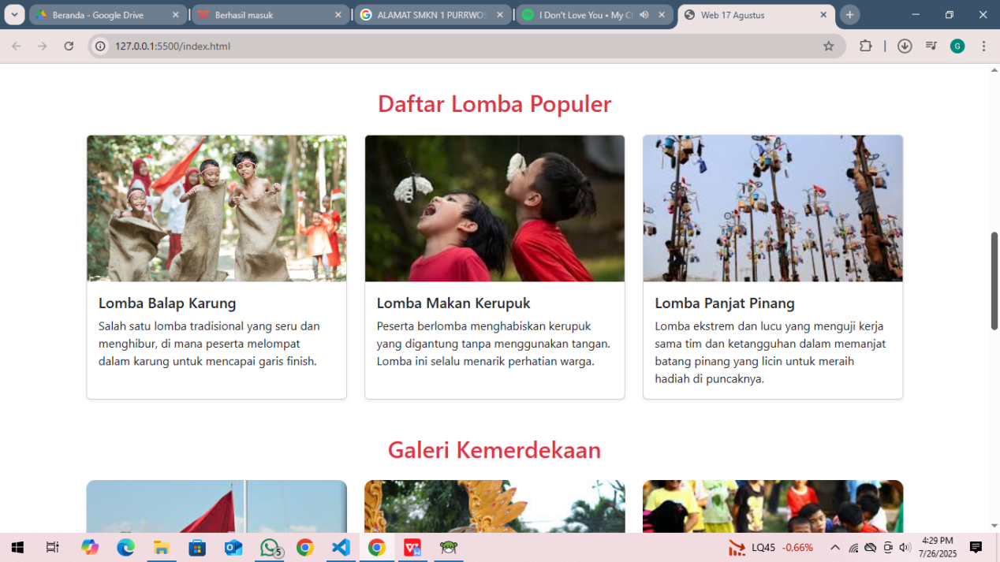 Beranda - Google Drive
Berhasil masuk
ALAMAT SMKN 1 PURRWOS
I Don't Love You • My Ch
Web 17 Agustus
127.0.0.1:5500/index.html
G
Daftar Lomba Populer
Lomba Balap Karung
Salah satu lomba tradisional yang seru dan
menghibur, di mana peserta melompat
dalam karung untuk mencapai garis finish.
Lomba Makan Kerupuk
Peserta berlomba menghabiskan kerupuk
yang digantung tanpa menggunakan tangan.
Lomba ini selalu menarik perhatian warga.
Lomba Panjat Pinang
Lomba ekstrem dan lucu yang menguji kerja
sama tim dan ketangguhan dalam memanjat
batang pinang yang licin untuk meraih
hadiah di puncaknya.
Galeri Kemerdekaan
5
LQ45 -0,66%
4:29 PM
7/26/2025